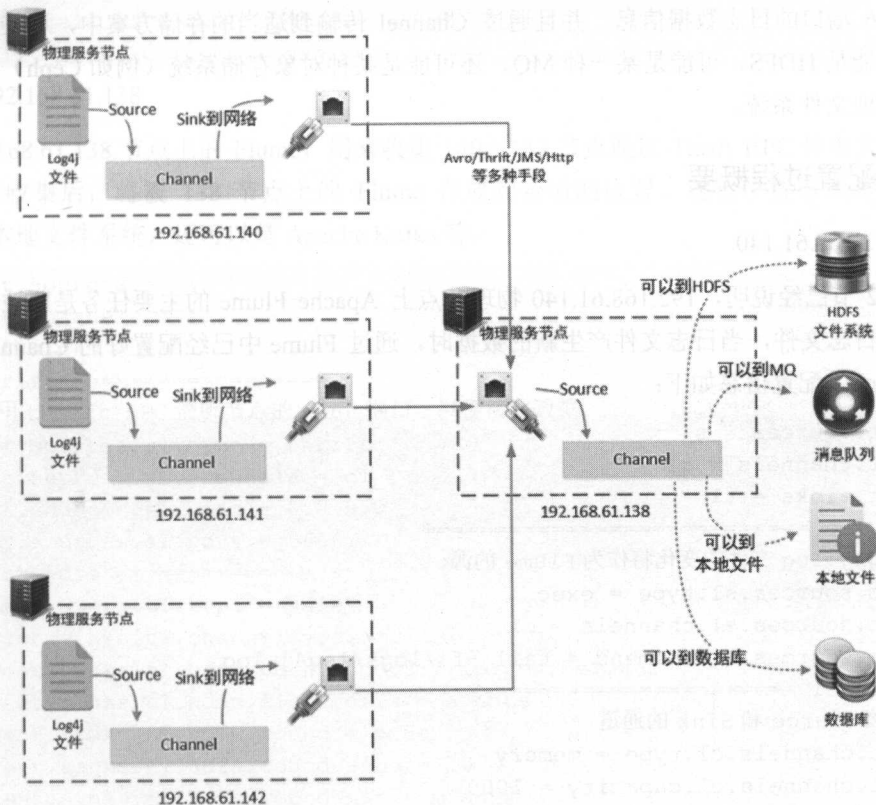 物理服务节点
Source
Sink到网络
Log4j
文件
Channel
192.168.61.140
Avro/Thrift/JMS/Http
等多种手段
物理服务节点
Source
Sink到网络
Log4j
文件
Channel
192.168.61.141
物理服务节点
Source
Sink到网络
Log4j
文件
Channel
192.168.61.142
物理服务节点
Source
Channel
192.168.61.138
可以到HDFS
HDFS
文件系统
可以到MQ
消息队列
可以到
本地文件
本地文件
可以到数据库
数据库